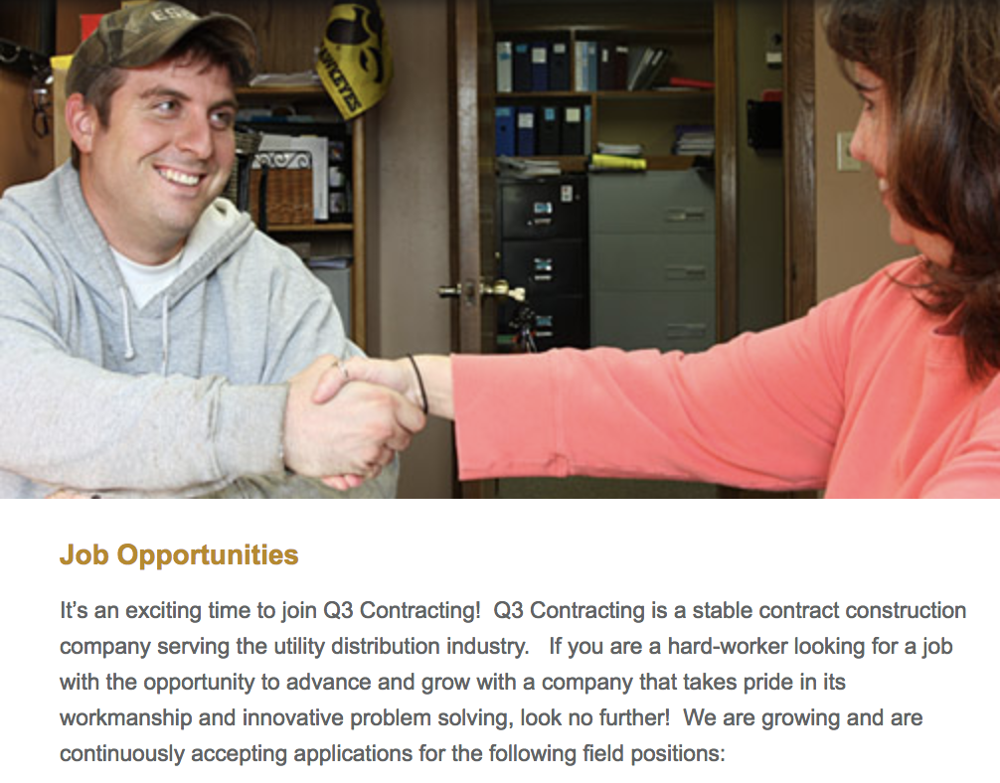 HAWKEYES
Job Opportunities
It's an exciting time to join Q3 Contracting!  Q3 Contracting is a stable contract construction
company serving the utility distribution industry.   If you are a hard-worker looking for a job
with the opportunity to advance and grow with a company that takes pride in its
workmanship and innovative problem solving, look no further!  We are growing and are
continuously accepting applications for the following field positions: